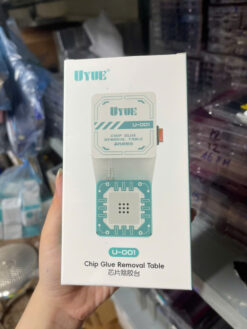 UYUE®
UYUE
U-001
CHIP GLUE
REMOVAL TABLE
U-001
Chip Glue Removal Table
芯片除胶台